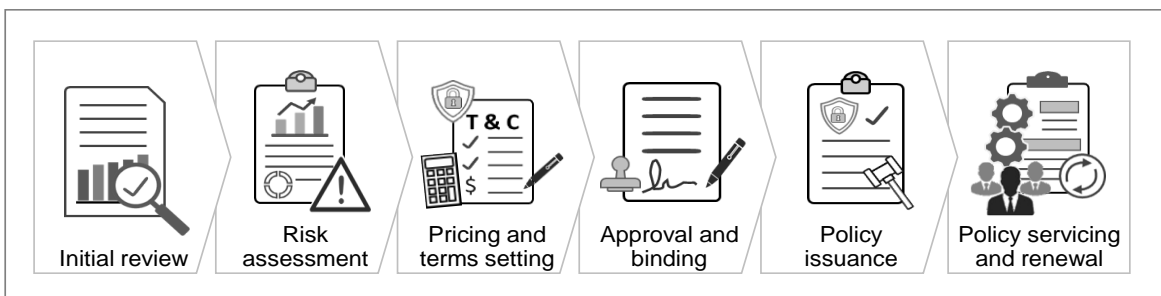 Initial review
Risk
assessment
T & C
$
Pricing and
terms setting
Approval and
binding
Policy
issuance
Policy servicing
and renewal